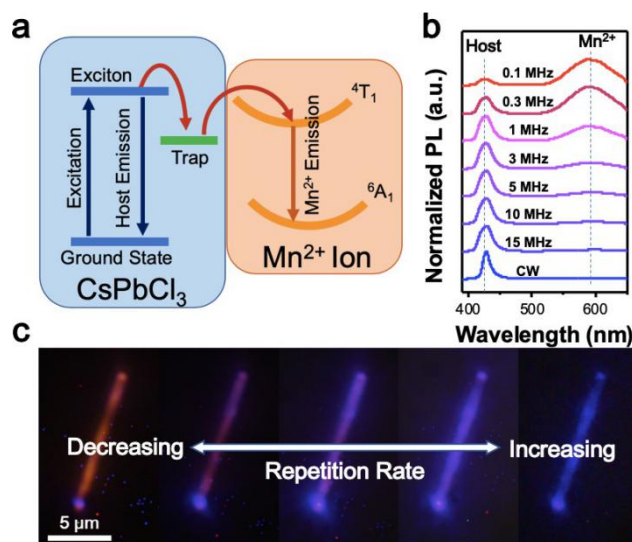 a
Exciton
Excitation
Host Emission
Ground State
CsPbCl₃
Trap
⁴T₁
Mn²⁺ Emission
⁶A₁
Mn²⁺ Ion
b
Host
Mn²⁺
0.1 MHz
0.3 MHz
1 MHz
3 MHz
5 MHz
10 MHz
15 MHz
CW
Normalized PL (a.u.)
400 500 600
Wavelength (nm)
c
Decreasing
Increasing
Repetition Rate
5 μm